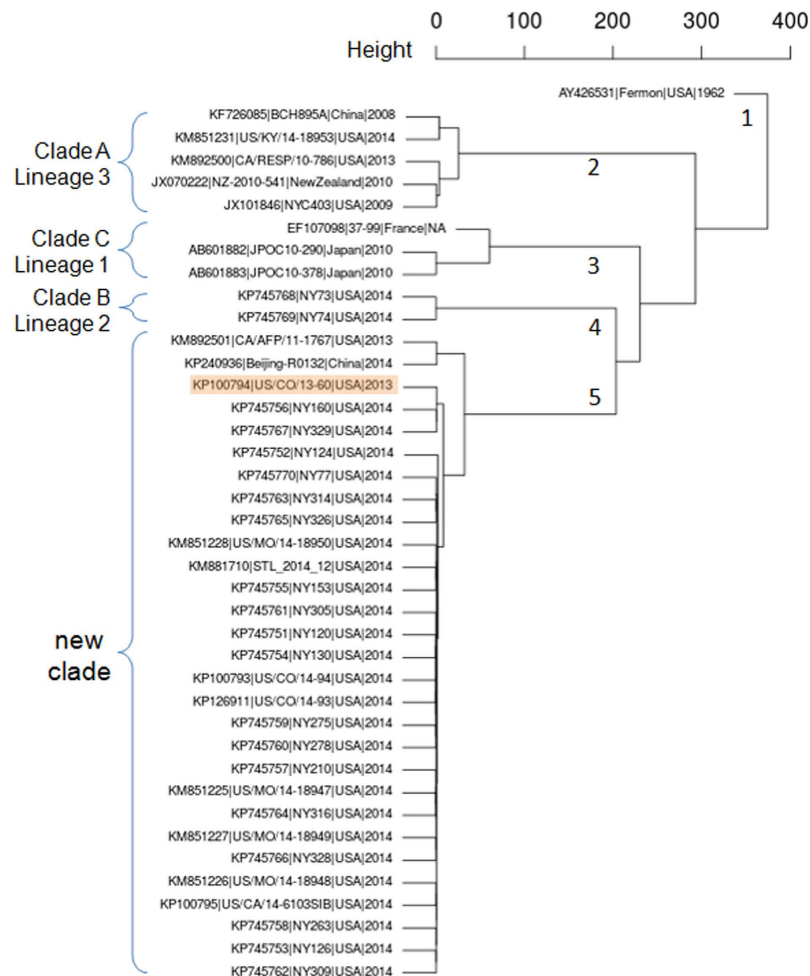 0 100 200 300 400
Height
AY426531|Fermon|USA|1962
1
KF726085|BCH895A|China|2008
KM851231|US/KY/14-18953|USA|2014
Clade A
Lineage 3
KM892500|CA/RESP/10-786|USA|2013
2
JX070222|NZ-2010-541|NewZealand|2010
JX101846|NYC403|USA|2009
EF107098|37-99|France|NA
Clade C
Lineage 1
AB601882|JPOC10-290|Japan|2010
3
AB601883|JPOC10-378|Japan|2010
Clade B
Lineage 2
KP745768|NY73|USA|2014
KP745769|NY74|USA|2014
4
KM892501|CA/AFP/11-1767|USA|2013
KP240936|Beijing-R0132|China|2014
KP100794|US/CO/13-60|USA|2013
5
KP745756|NY160|USA|2014
KP745767|NY329|USA|2014
KP745752|NY124|USA|2014
KP745770|NY77|USA|2014
KP745763|NY314|USA|2014
KP745765|NY326|USA|2014
KM851228|US/MO/14-18950|USA|2014
KM881710|STL_2014_12|USA|2014
KP745755|NY153|USA|2014
KP745761|NY305|USA|2014
KP745751|NY120|USA|2014
new
clade
KP745754|NY130|USA|2014
KP100793|US/CO/14-94|USA|2014
KP126911|US/CO/14-93|USA|2014
KP745759|NY275|USA|2014
KP745760|NY278|USA|2014
KP745757|NY210|USA|2014
KM851225|US/MO/14-18947|USA|2014
KP745764|NY316|USA|2014
KM851227|US/MO/14-18949|USA|2014
KP745766|NY328|USA|2014
KM851226|US/MO/14-18948|USA|2014
KP100795|US/CA/14-6103SIB|USA|2014
KP745758|NY263|USA|2014
KP745753|NY126|USA|2014
KP745762|NY309|USA|2014